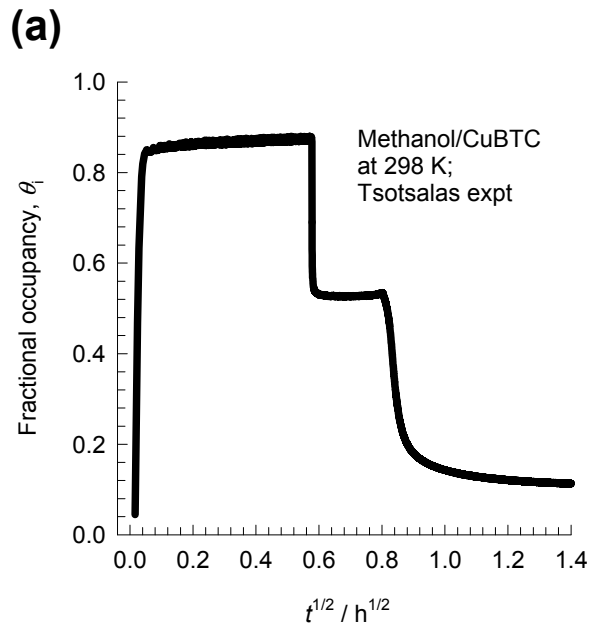 (a)
1.0
0.8
0.6
0.4
0.2
0.0
Fractional occupancy, θi
Methanol/CuBTC
at 298 K;
Tsotsalas expt
0.0 0.2 0.4 0.6 0.8 1.0 1.2 1.4
t1/2 / h1/2